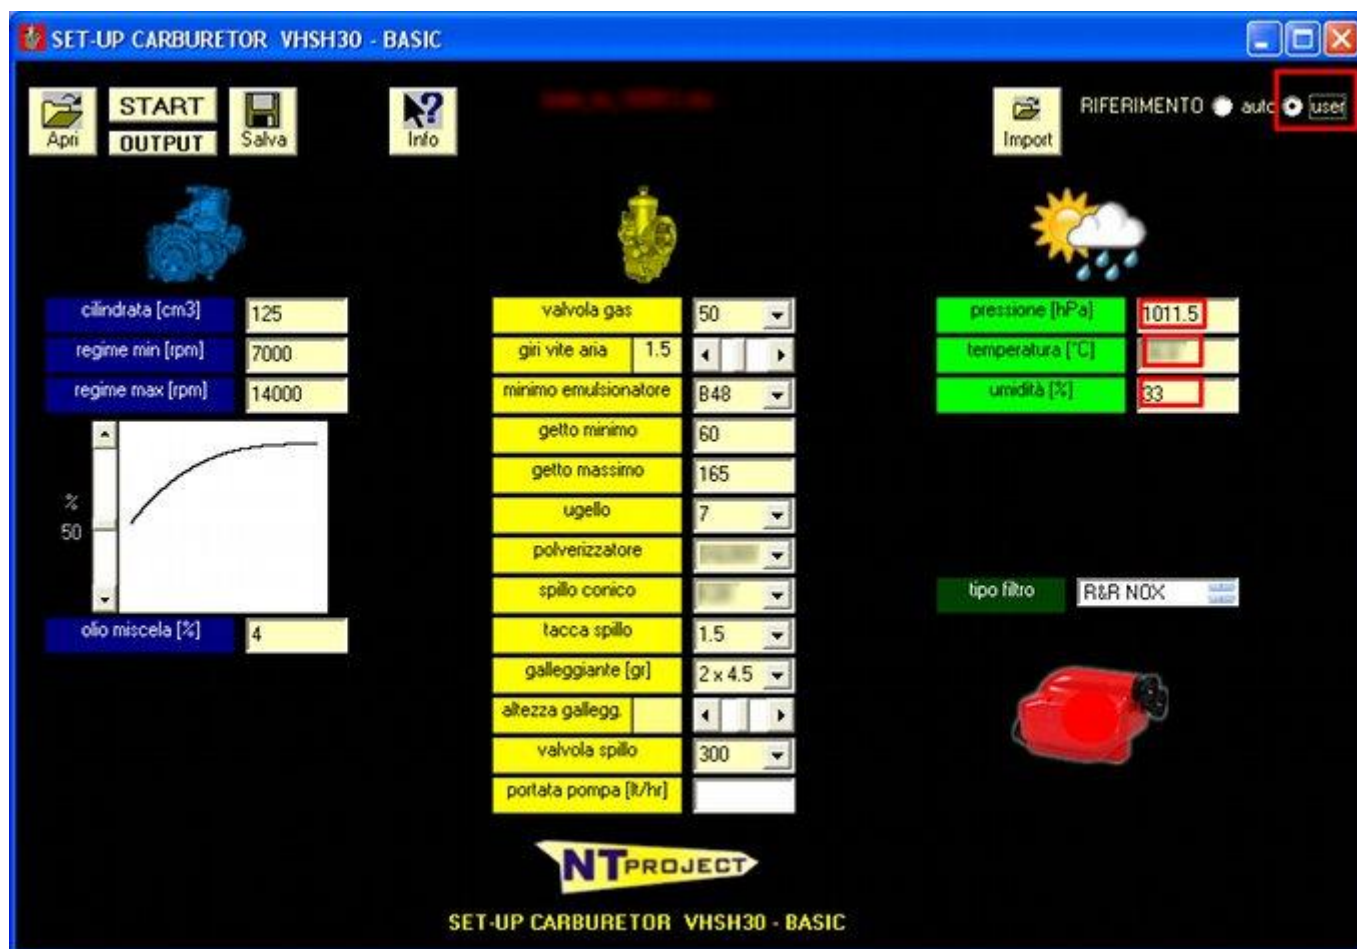 SET-UP CARBURETOR VHSH30 - BASIC
Apri
START
OUTPUT
Salva
Info
Import
RIFERIMENTO auto user
cilindrata [cm3] 125
regime min [rpm] 7000
regime max [rpm] 14000
%
50
olio miscela [%] 4
valvola gas 50
giri vite aria 1.5
minimo emulsionatore B48
getto minimo 60
getto massimo 165
ugello 7
polverizzatore
spillo conico
tacca spillo 1.5
galleggiante [gr] 2 x 4.5
altezza gallegg.
valvola spillo 300
portata pompa [lt/hr]
pressione [hPa] 1011.5
temperatura [°C]
umidità [%] 33
tipo filtro R&R NOX
NTPROJECT
SET-UP CARBURETOR VHSH30 - BASIC